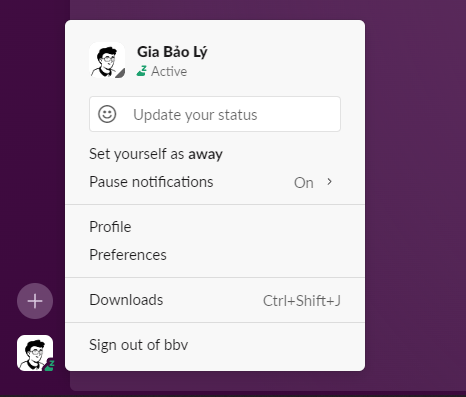 Gia Bảo Lý
Active
Update your status
Set yourself as away
Pause notifications On
Profile
Preferences
Downloads Ctrl+Shift+J
Sign out of bbv